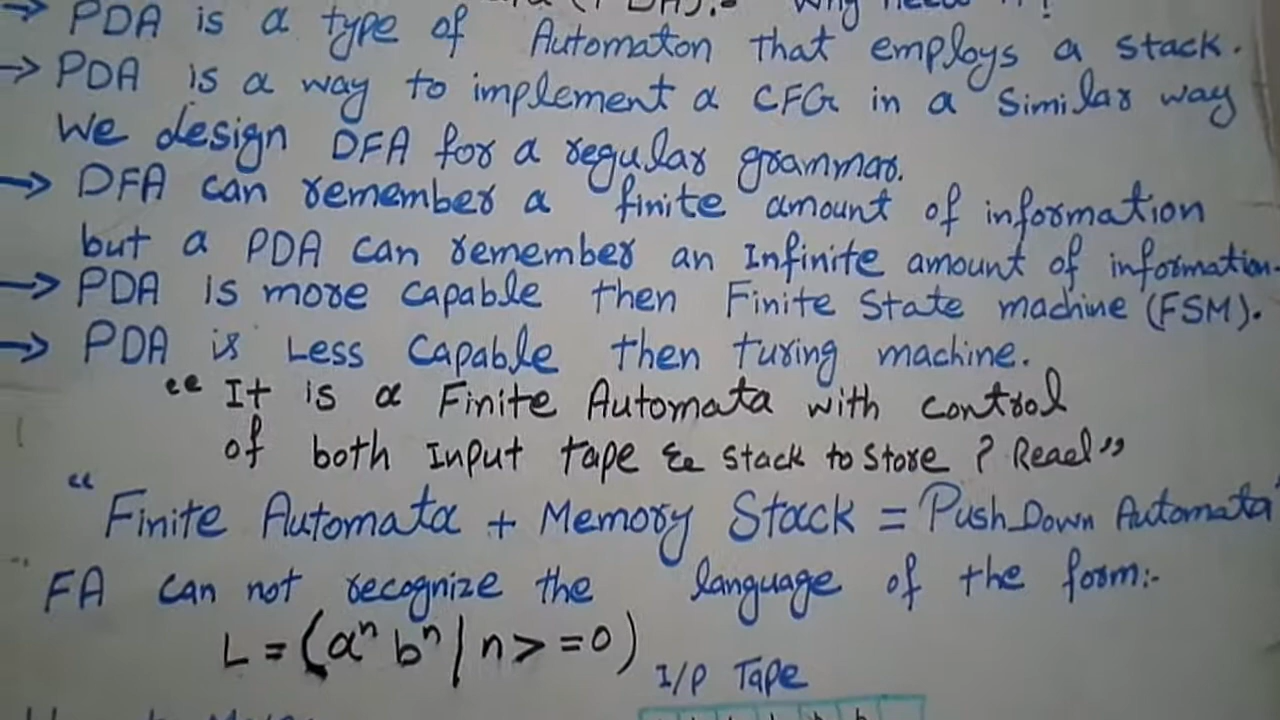 → PDA is a type of Automaton that employs a stack.
→ PDA is a way to implement a CFG in a similar way
We design DFA for a regular grammar.
→ DFA can remember a finite amount of information
but a PDA can remember an Infinite amount of information.
→ PDA is more capable then Finite State machine (FSM).
→ PDA is Less Capable then turing machine.
“ It is a Finite Automata with control
of both Input tape & Stack to Store ? Read”
“ Finite Automata + Memory Stack = Push_Down Automata”
FA can not recognize the language of the form:-
L = (aⁿ bⁿ | n >= 0)
I/P Tape